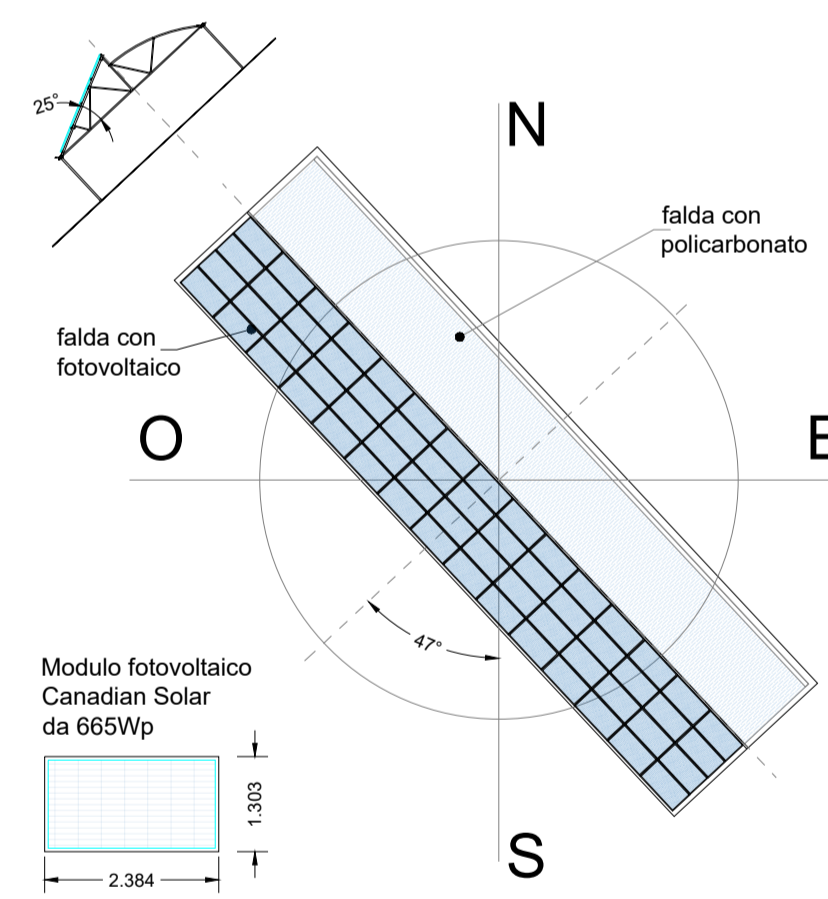 25°
N
falda con
policarbonato
falda con
fotovoltaico
O
E
47°
Modulo fotovoltaico
Canadian Solar
da 665Wp
1.303
2.384
S